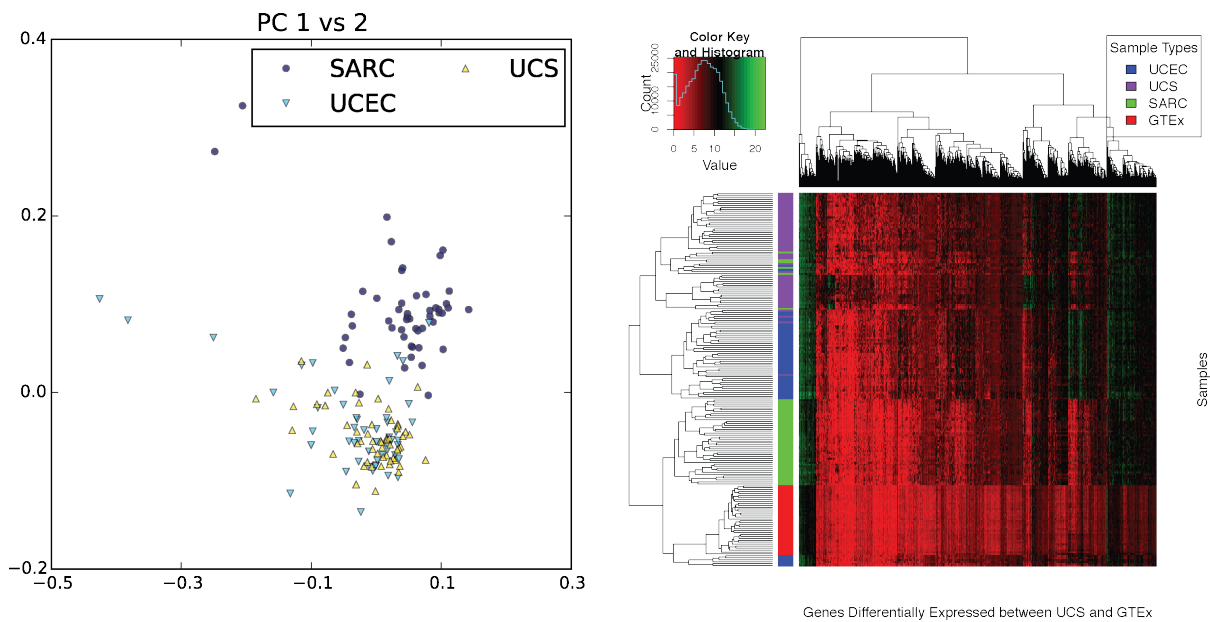 PC 1 vs 2
0.4
0.2
0.0
−0.2
−0.5
−0.3
−0.1
0.1
0.3
SARC
UCS
UCEC
Color Key
and Histogram
Count
0
10000
25000
0
5
10
20
Value
Sample Types
UCEC
UCS
SARC
GTEx
Samples
Genes Differentially Expressed between UCS and GTEx